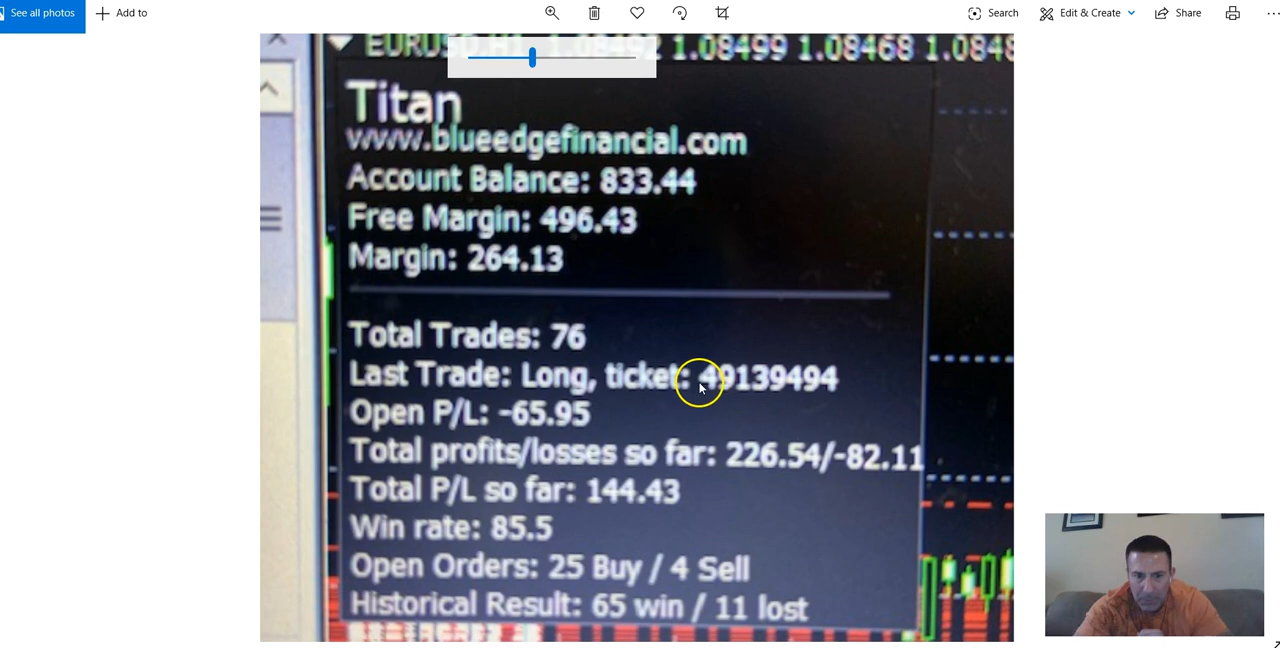 See all photos
Add to
Search
Edit & Create
Share
1.08499 1.08468
Titan
www.blueedgefinancial.com
Account Balance: 833.44
Free Margin: 496.43
Margin: 264.13
Total Trades: 76
Last Trade: Long, ticket: 49139494
Open P/L: -65.95
Total profits/losses so far: 226.54/-82.11
Total P/L so far: 144.43
Win rate: 85.5
Open Orders: 25 Buy / 4 Sell
Historical Result: 65 win / 11 lost